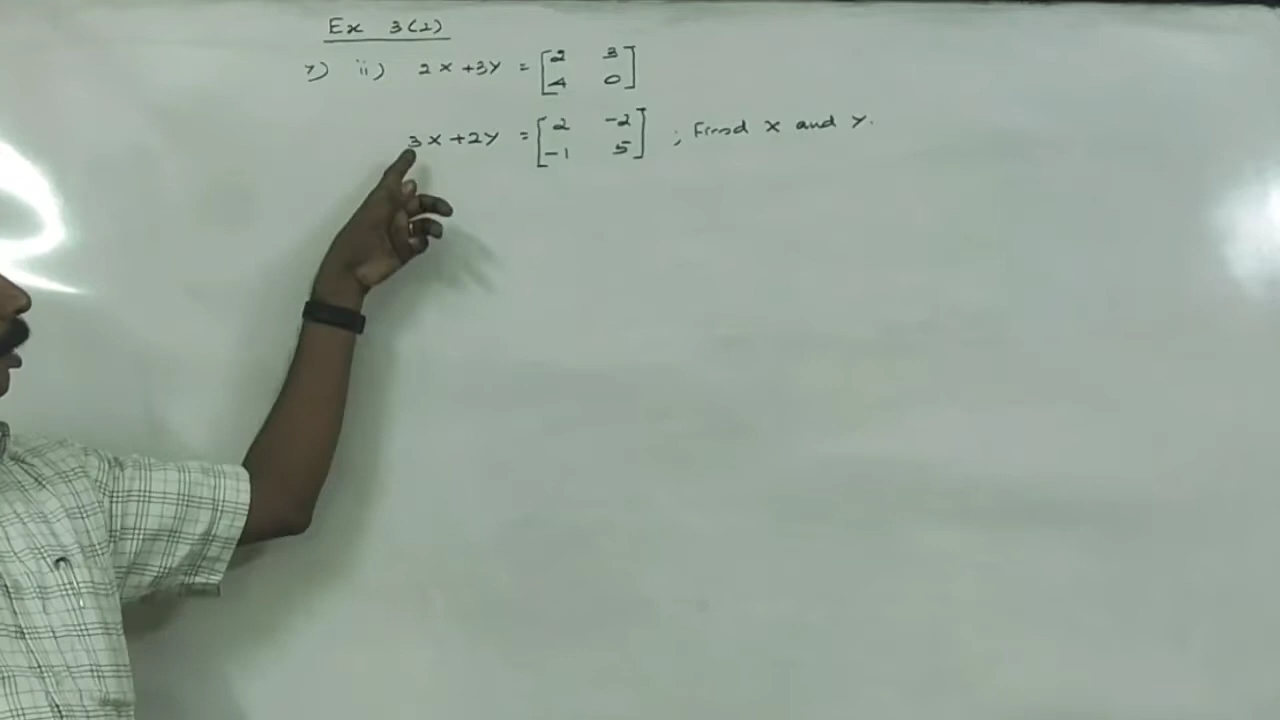 Ex 3(2)
7) ii) 2x +3y = [2 3
4 0]
3x +2y = [2 -2
-1 5] ; Find x and y.